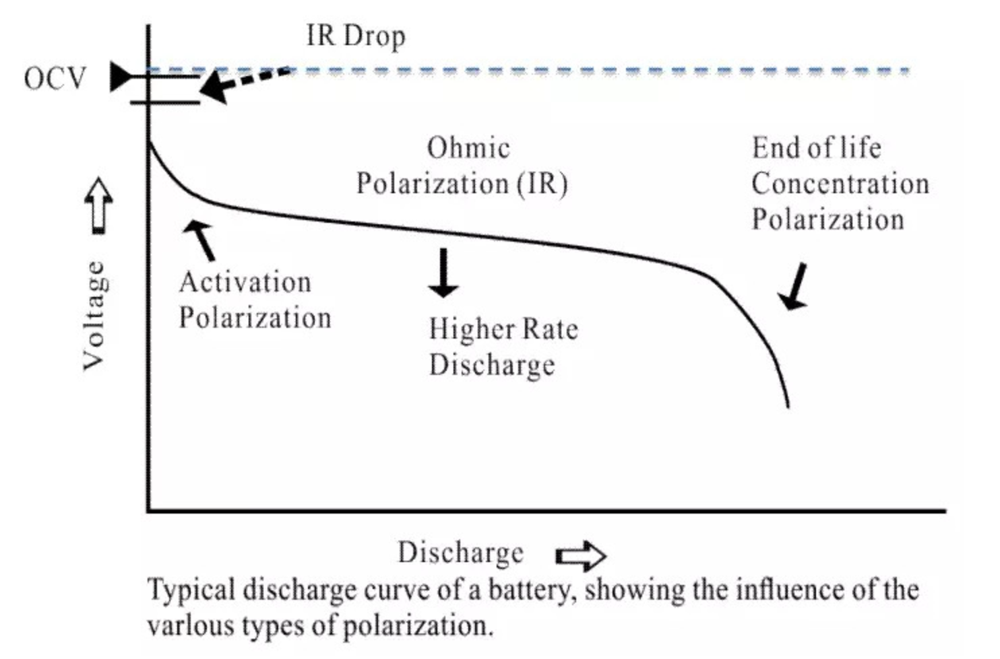 IR Drop
OCV
Ohmic
Polarization (IR)
End of life
Concentration
Polarization
Activation
Polarization
Higher Rate
Discharge
Voltage
Discharge
Typical discharge curve of a battery, showing the influence of the
varlous types of polarization.